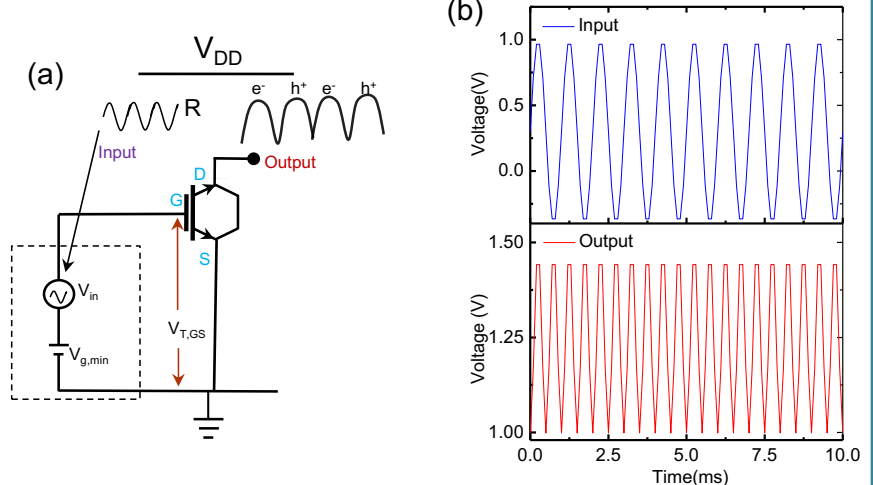 (a)
V_DD
e⁻ h⁺ e⁻ h⁺
R
Input
Output
D
G
S
V_in
V_T,GS
V_g,min
(b)
Input
1.0
0.5
0.0
Voltage(V)
Output
1.50
1.25
1.00
Voltage (V)
0.0 2.5 5.0 7.5 10.0
Time(ms)